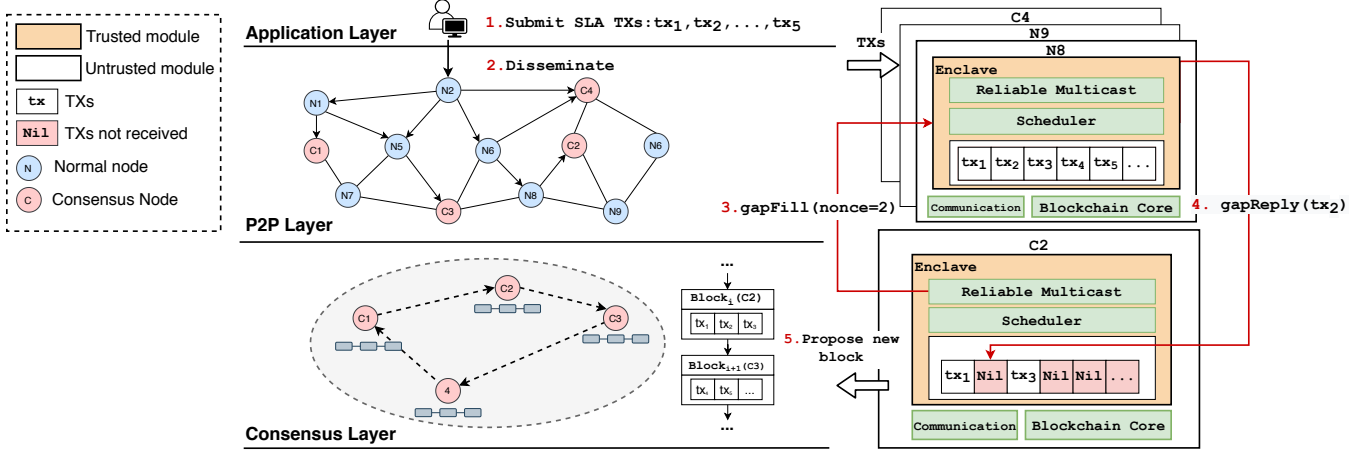 Trusted module
Untrusted module
tx TXs
Nil TXs not received
N Normal node
C Consensus Node
Application Layer
1.Submit SLA TXs:tx₁,tx₂,...,tx₅
2.Disseminate
N1
N2
C4
C1
N5
N6
C2
N6
N7
C3
N8
N9
P2P Layer
TXs
C4
N9
N8
Enclave
Reliable Multicast
Scheduler
tx₁ tx₂ tx₃ tx₄ tx₅ ...
Communication
Blockchain Core
3.gapFill(nonce=2)
4. gapReply(tx₂)
C2
Enclave
Reliable Multicast
Scheduler
tx₁ Nil tx₃ Nil Nil ...
Communication
Blockchain Core
5.Propose new
block
...
Blockᵢ(C2)
tx₁ tx₂ tx₃
Blockᵢ₊₁(C3)
tx₄ tx₅ ...
...
C1
C2
C3
4
Consensus Layer